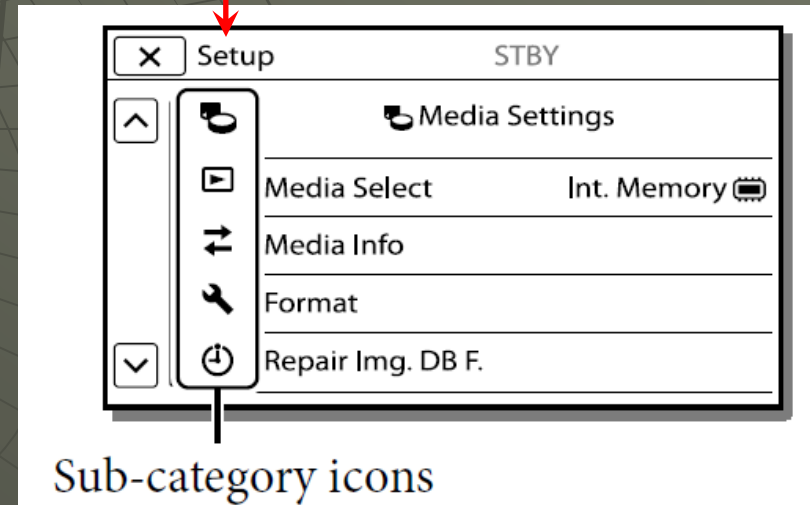 Setup STBY
Media Settings
Media Select Int. Memory
Media Info
Format
Repair Img. DB F.
Sub-category icons